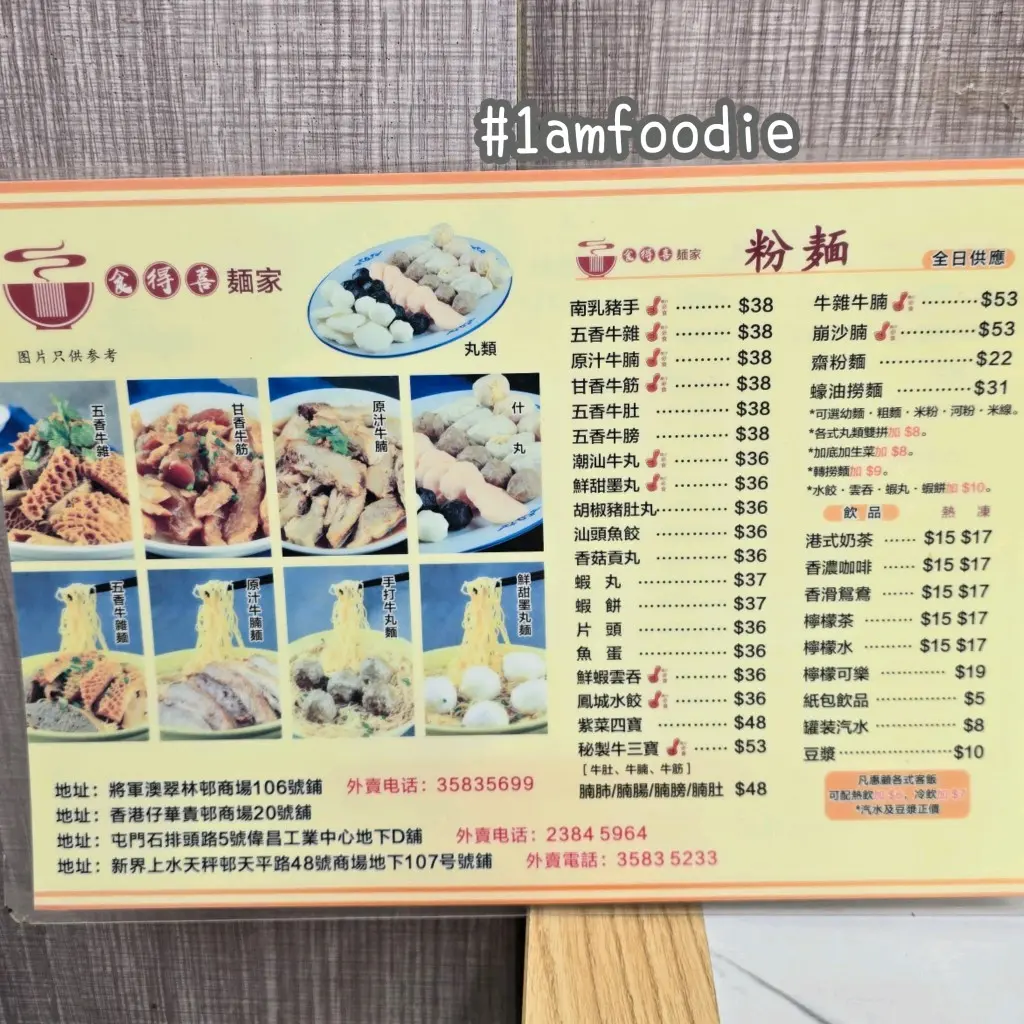 #1amfoodie
食得喜麵家
图片只供参考
丸類
五香牛雜
甘香牛筋
原汁牛腩
什丸
五香牛雜麵
原汁牛腩麵
手打牛丸麵
鮮甜墨丸麵
地址：將軍澳翠林邨商場106號鋪 外賣电话：35835699
地址：香港仔華貴邨商場20號舖
地址：屯門石排頭路5號偉昌工業中心地下D舖 外賣电话：2384 5964
地址：新界上水天秤邨天平路48號商場地下107号號鋪 外賣電話：3583 5233
食得喜麵家 粉麵 全日供應
南乳豬手 ········· $38
五香牛雜 ········· $38
原汁牛腩 ········· $38
甘香牛筋 ········· $38
五香牛肚 ········· $38
五香牛膀 ········· $38
潮汕牛丸 ········· $36
鮮甜墨丸 ········· $36
胡椒豬肚丸 ········· $36
汕頭魚餃 ········· $36
香菇貢丸 ········· $36
蝦 丸 ········· $37
蝦 餅 ········· $37
片 頭 ········· $36
魚 蛋 ········· $36
鮮蝦雲吞 ········· $36
鳳城水餃 ········· $36
紫菜四寶 $48
秘製牛三寶 ······ $53
[ 牛肚、牛腩、牛筋 ]
腩肺/腩腸/腩膀/腩肚 $48
牛雜牛腩 ········· $53
崩沙腩 ········· $53
齋粉麵 ········· $22
蠔油撈麵 ········· $31
*可選幼麵·粗麵·米粉·河粉·米線。
*各式丸類雙拼加 $8。
*加底加生菜加 $8。
*轉撈麵加 $9。
*水餃·雲吞·蝦丸·蝦餅加 $10。
飲品 熱 凍
港式奶茶 ······ $15 $17
香濃咖啡 ······ $15 $17
香滑鴛鴦 ······ $15 $17
檸檬茶 ········· $15 $17
檸檬水 ········· $15 $17
檸檬可樂 ········· $19
紙包飲品 ········· $5
罐装汽水 ········· $8
豆漿 ········· $10
凡惠顧各式客飯
可配熱飲加 $6，冷飲加 $7
*汽水及豆漿正價